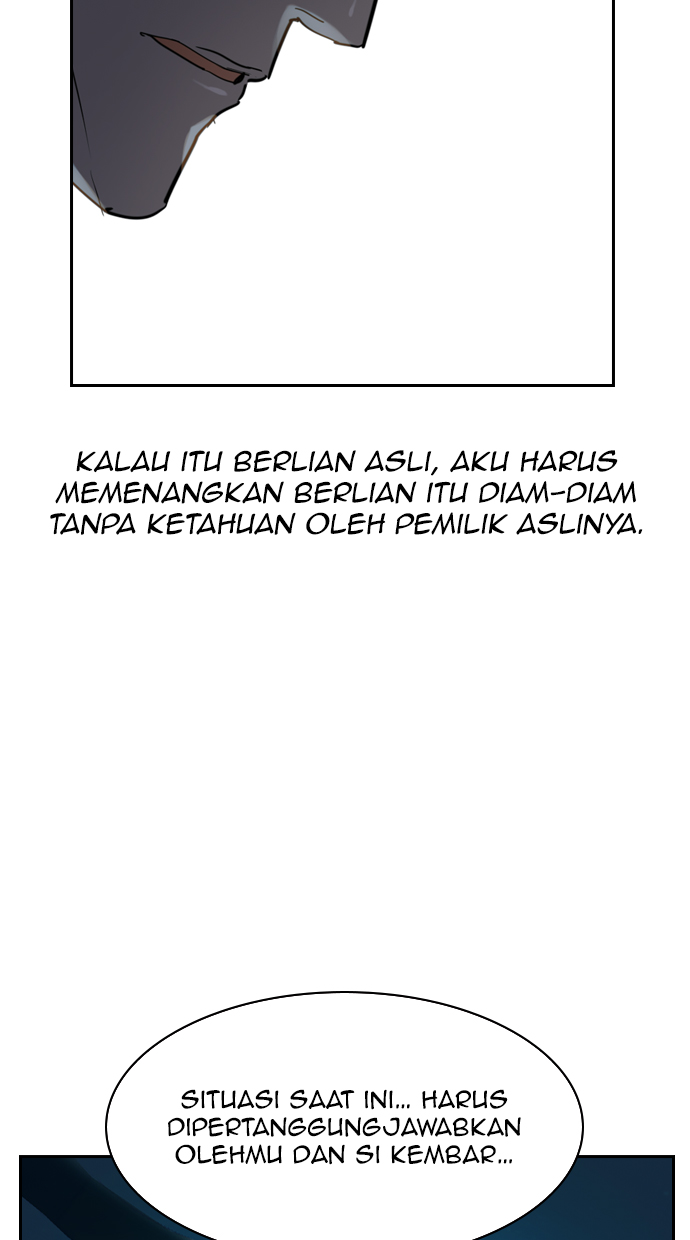 KALAU ITU BERLIAN ASLI, AKU HARUS
MEMENANGKAN BERLIAN ITU DIAM-DIAM
TANPA KETAHUAN OLEH PEMILIK ASLINYA.
SITUASI SAAT INI... HARUS
DIPERTANGGUNGJAWABKAN
OLEHMU DAN SI KEMBAR...